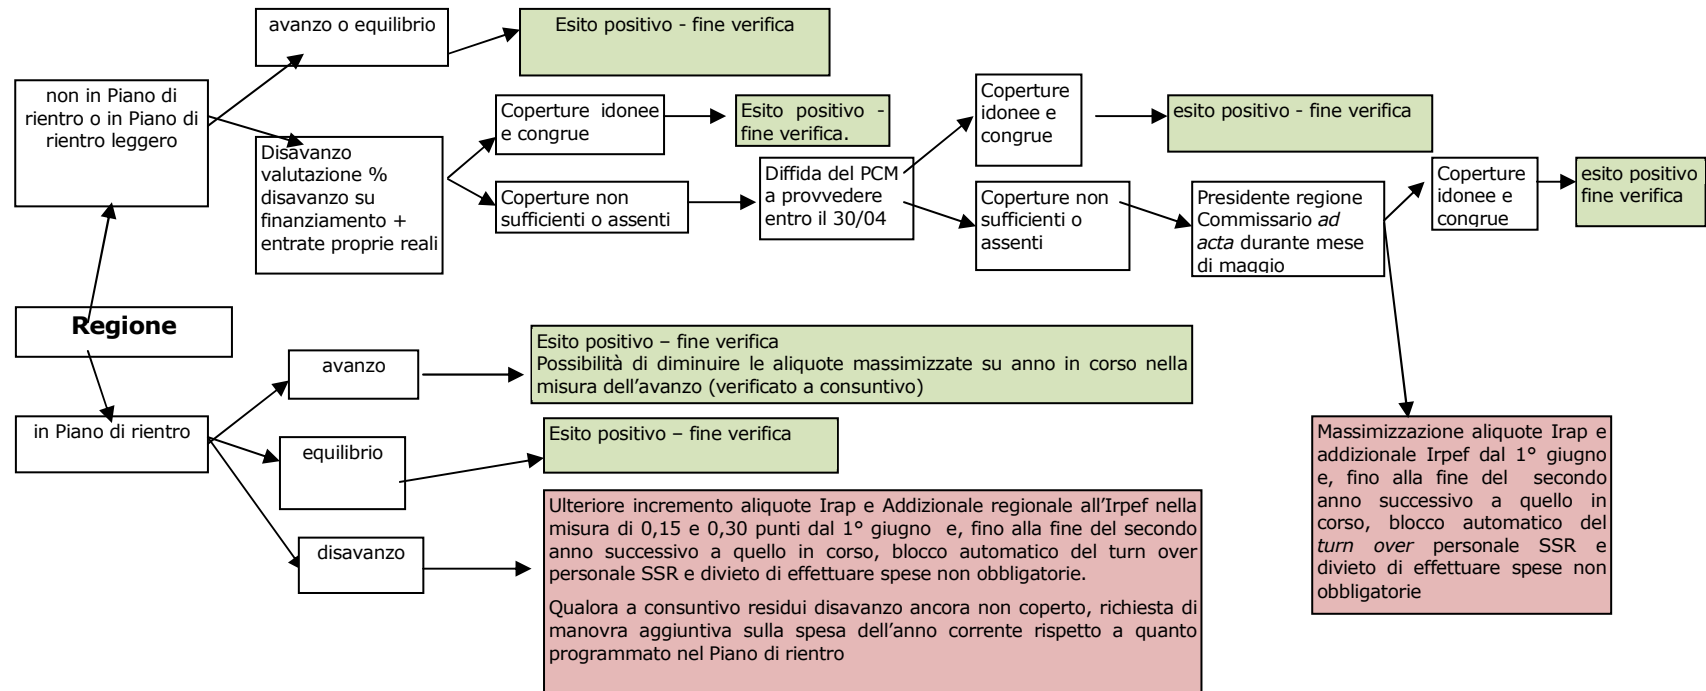 avanzo o equilibrio
Esito positivo - fine verifica
non in Piano di
rientro o in Piano di
rientro leggero
Disavanzo
valutazione %
disavanzo su
finanziamento +
entrate proprie reali
Coperture idonee
e congrue
Esito positivo -
fine verifica.
Coperture non
sufficienti o assenti
Diffida del PCM
a provvedere
entro il 30/04
Coperture
idonee e
congrue
esito positivo - fine verifica
Coperture non
sufficienti o
assenti
Presidente regione
Commissario ad
acta durante mese
di maggio
Coperture
idonee e
congrue
esito positivo
fine verifica
Regione
avanzo
Esito positivo – fine verifica
Possibilità di diminuire le aliquote massimizzate su anno in corso nella
misura dell’avanzo (verificato a consuntivo)
in Piano di rientro
equilibrio
Esito positivo – fine verifica
disavanzo
Ulteriore incremento aliquote Irap e Addizionale regionale all’Irpef nella
misura di 0,15 e 0,30 punti dal 1° giugno e, fino alla fine del secondo
anno successivo a quello in corso, blocco automatico del turn over
personale SSR e divieto di effettuare spese non obbligatorie.
Qualora a consuntivo residui disavanzo ancora non coperto, richiesta di
manovra aggiuntiva sulla spesa dell’anno corrente rispetto a quanto
programmato nel Piano di rientro
Massimizzazione aliquote Irap e
addizionale Irpef dal 1° giugno
e, fino alla fine del secondo
anno successivo a quello in
corso, blocco automatico del
turn over personale SSR e
divieto di effettuare spese non
obbligatorie